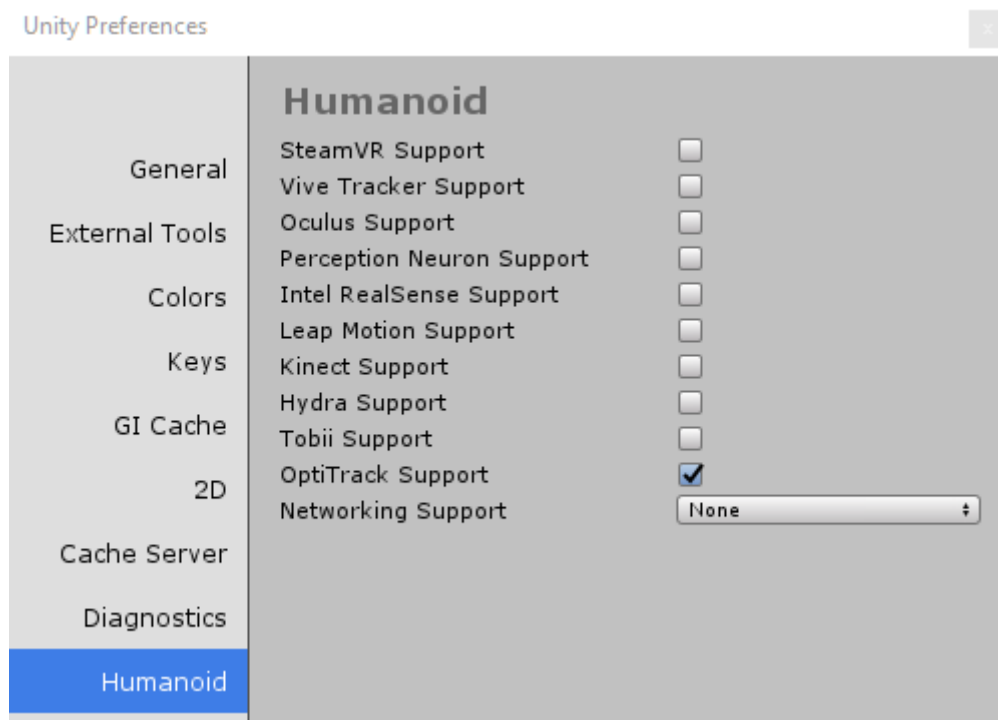 Unity Preferences
x
General
External Tools
Colors
Keys
GI Cache
2D
Cache Server
Diagnostics
Humanoid
Humanoid
SteamVR Support
Vive Tracker Support
Oculus Support
Perception Neuron Support
Intel RealSense Support
Leap Motion Support
Kinect Support
Hydra Support
Tobii Support
OptiTrack Support
Networking Support None